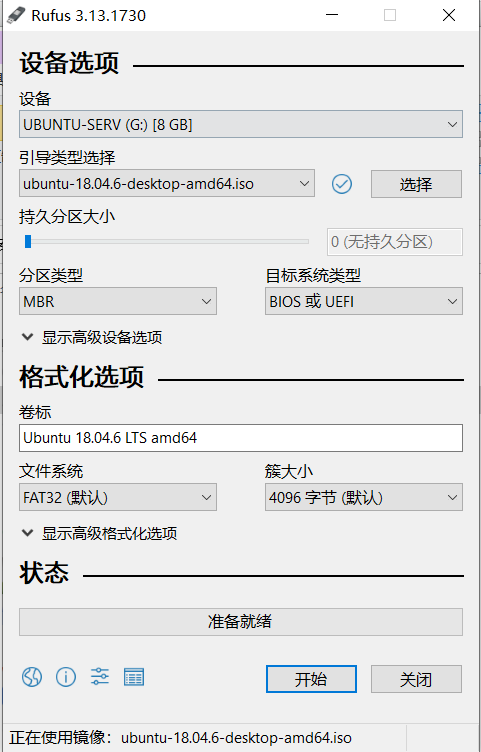 Rufus 3.13.1730
设备选项
设备
UBUNTU-SERV (G:) [8 GB]
引导类型选择
ubuntu-18.04.6-desktop-amd64.iso
选择
持久分区大小
0 (无持久分区)
分区类型
目标系统类型
MBR
BIOS 或 UEFI
显示高级设备选项
格式化选项
卷标
Ubuntu 18.04.6 LTS amd64
文件系统
簇大小
FAT32 (默认)
4096 字节 (默认)
显示高级格式化选项
状态
准备就绪
开始
关闭
正在使用镜像：ubuntu-18.04.6-desktop-amd64.iso